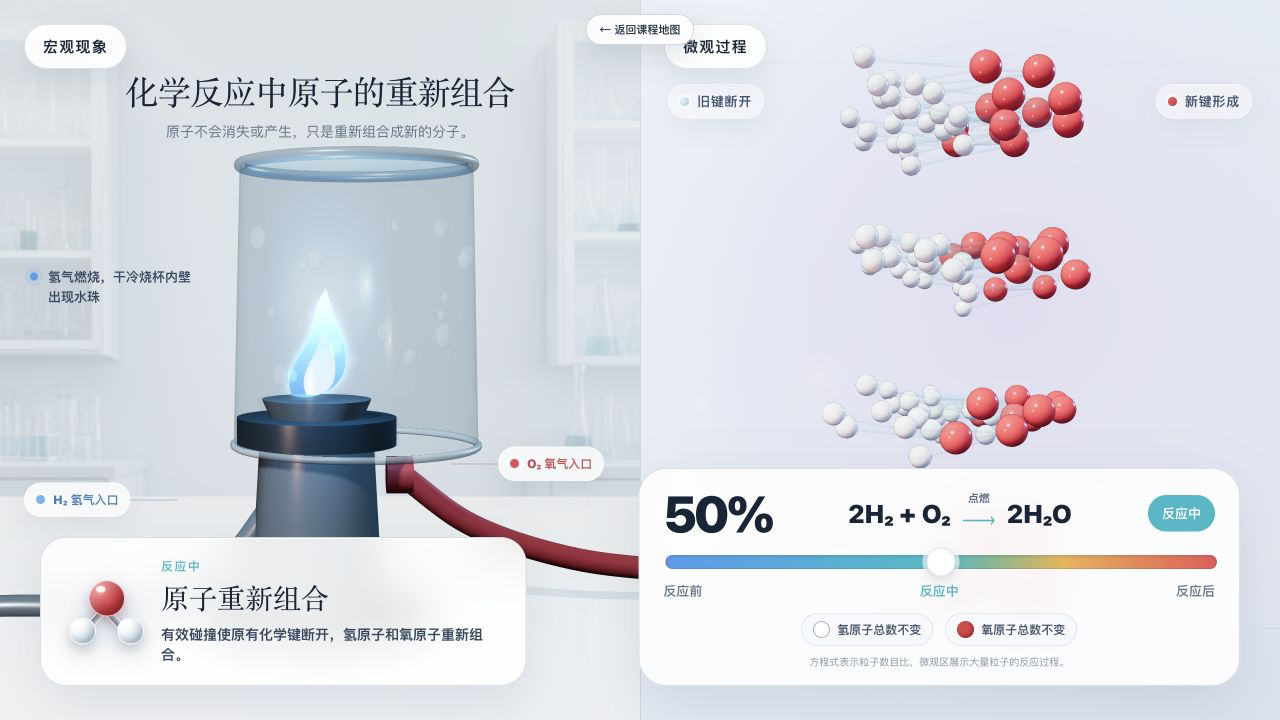 宏观现象
← 返回课程地图
微观过程
化学反应中原子的重新组合
原子不会消失或产生，只是重新组合成新的分子。
旧键断开
新键形成
氢气燃烧，干冷烧杯内壁
出现水珠
O₂ 氧气入口
H₂ 氢气入口
反应中
原子重新组合
有效碰撞使原有化学键断开，氢原子和氧原子重新组
合。
50%
2H₂ + O₂ 点燃 → 2H₂O
反应中
反应前
反应中
反应后
氢原子总数不变
氧原子总数不变
方程式表示粒子数目比，微观区展示大量粒子的反应过程。